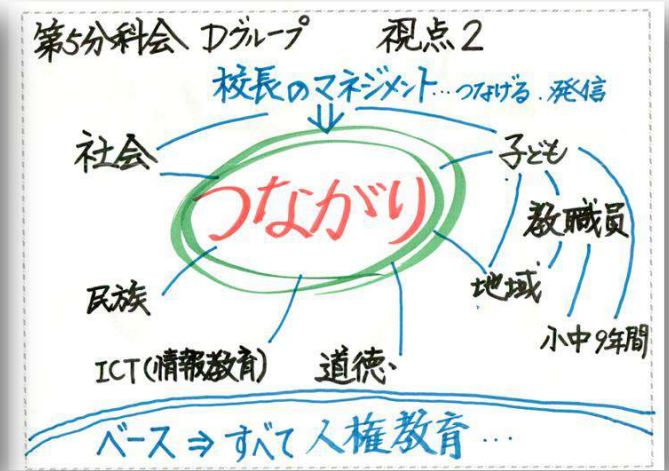 第5分科会 Dグループ 視点2
校長のマネジメント…つなげる.発信
社会
子ども
つながり
教職員
民族
地域
小中9年間
ICT(情報教育)
道徳、
ベース⇒すべて人権教育…